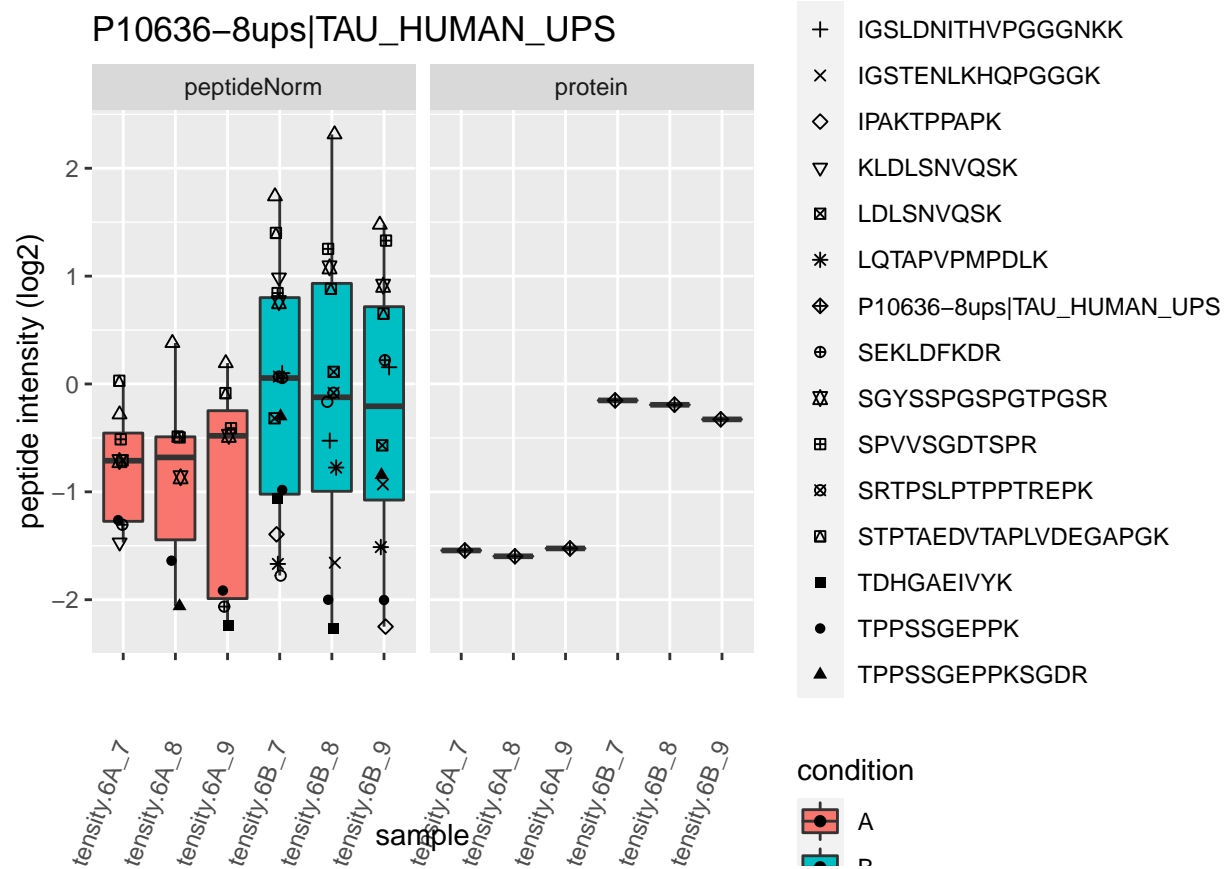 P10636−8ups|TAU_HUMAN_UPS
peptideNorm
protein
peptide intensity (log2)
2
1
0
−1
−2
tensity.6A_7
tensity.6A_8
tensity.6A_9
tensity.6B_7
tensity.6B_8
tensity.6B_9
tensity.6A_7
tensity.6A_8
tensity.6A_9
tensity.6B_7
tensity.6B_8
tensity.6B_9
sample
IGSLDNITHVPGGGNKK
IGSTENLKHQPGGGK
IPAKTPPAPK
KLDLSNVQSK
LDLSNVQSK
LQTAPVPMPDLK
P10636−8ups|TAU_HUMAN_UPS
SEKLDFKDR
SGYSSPGSPGTPGSR
SPVVSGDTSPR
SRTPSLPTPPTREPK
STPTAEDVTAPLVDEGAPGK
TDHGAEIVYK
TPPSSGEPPK
TPPSSGEPPKSGDR
condition
A
B